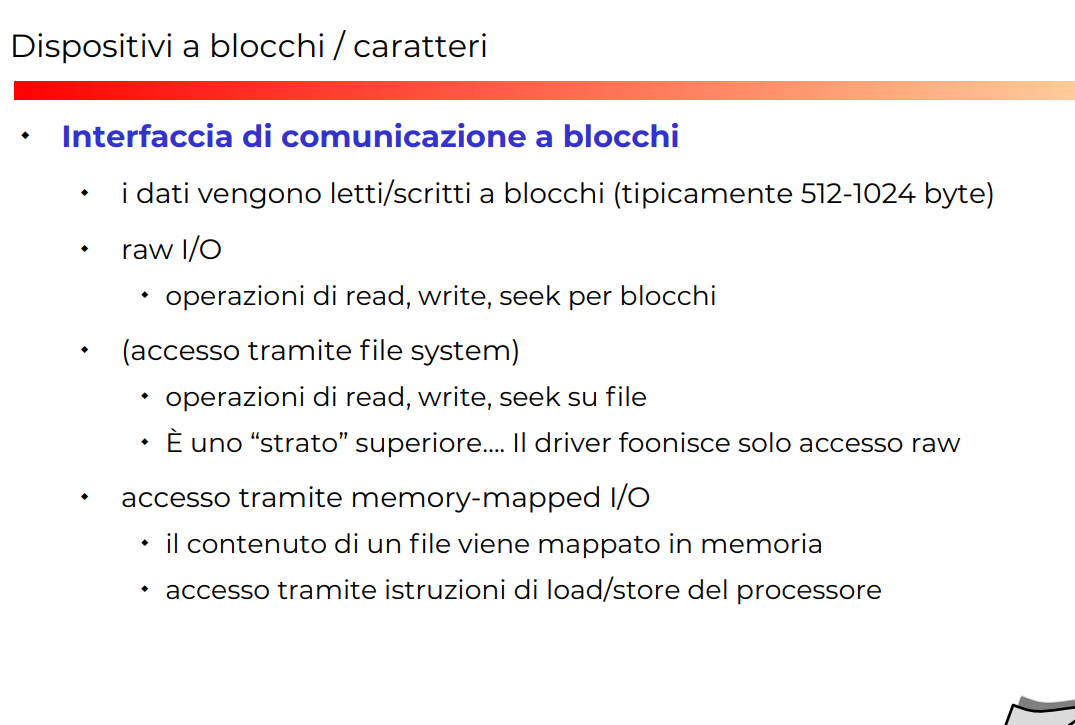 Dispositivi a blocchi / caratteri
Interfaccia di comunicazione a blocchi
i dati vengono letti/scritti a blocchi (tipicamente 512-1024 byte)
raw I/O
operazioni di read, write, seek per blocchi
(accesso tramite file system)
operazioni di read, write, seek su file
È uno “strato” superiore.... Il driver foonisce solo accesso raw
accesso tramite memory-mapped I/O
il contenuto di un file viene mappato in memoria
accesso tramite istruzioni di load/store del processore